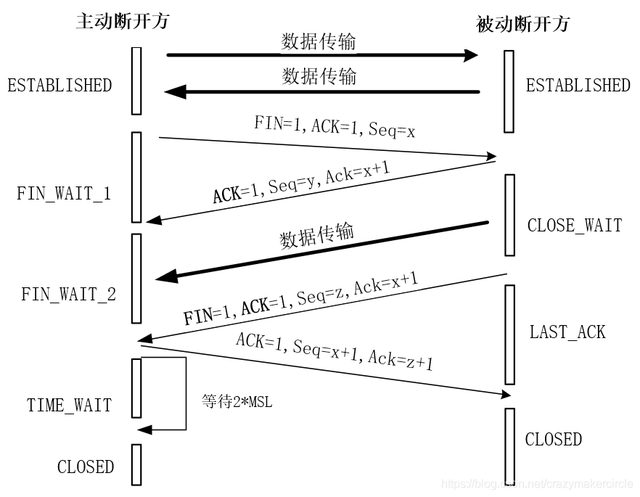 主动断开方
被动断开方
数据传输
ESTABLISHED
ESTABLISHED
数据传输
FIN=1,ACK=1,Seq=x
ACK=1,Seq=y,Ack=x+1
FIN_WAIT_1
CLOSE_WAIT
数据传输
FIN_WAIT_2
FIN=1,ACK=1,Seq=z,Ack=x+1
LAST_ACK
ACK=1,Seq=x+1,Ack=z+1
TIME_WAIT
等待2*MSL
CLOSED
CLOSED
https://blog.csdn.net/crazymakercircle